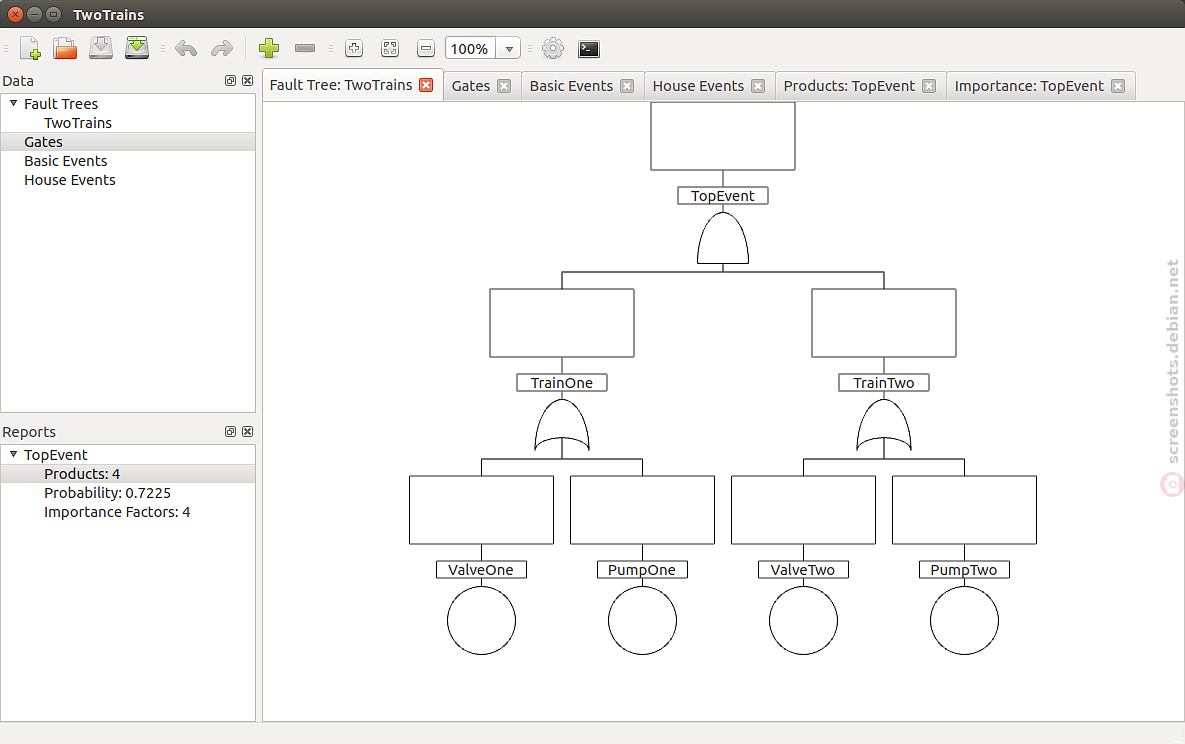 TwoTrains
100%
Data
Fault Trees
TwoTrains
Gates
Basic Events
House Events
Reports
TopEvent
Products: 4
Probability: 0.7225
Importance Factors: 4
Fault Tree: TwoTrains
Gates
Basic Events
House Events
Products: TopEvent
Importance: TopEvent
TopEvent
TrainOne
TrainTwo
ValveOne
PumpOne
ValveTwo
PumpTwo
screenshots.debian.net